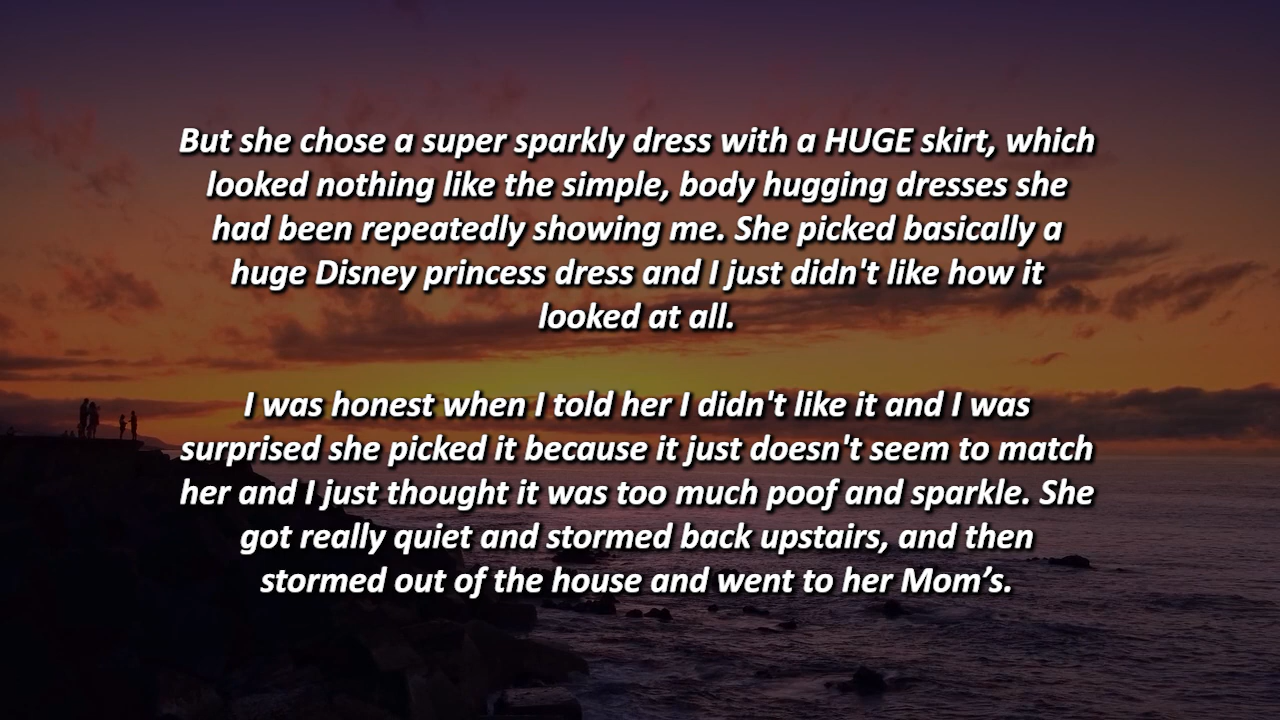 But she chose a super sparkly dress with a HUGE skirt, which
looked nothing like the simple, body hugging dresses she
had been repeatedly showing me. She picked basically a
huge Disney princess dress and I just didn't like how it
looked at all.
I was honest when I told her I didn't like it and I was
surprised she picked it because it just doesn't seem to match
her and I just thought it was too much poof and sparkle. She
got really quiet and stormed back upstairs, and then
stormed out of the house and went to her Mom’s.